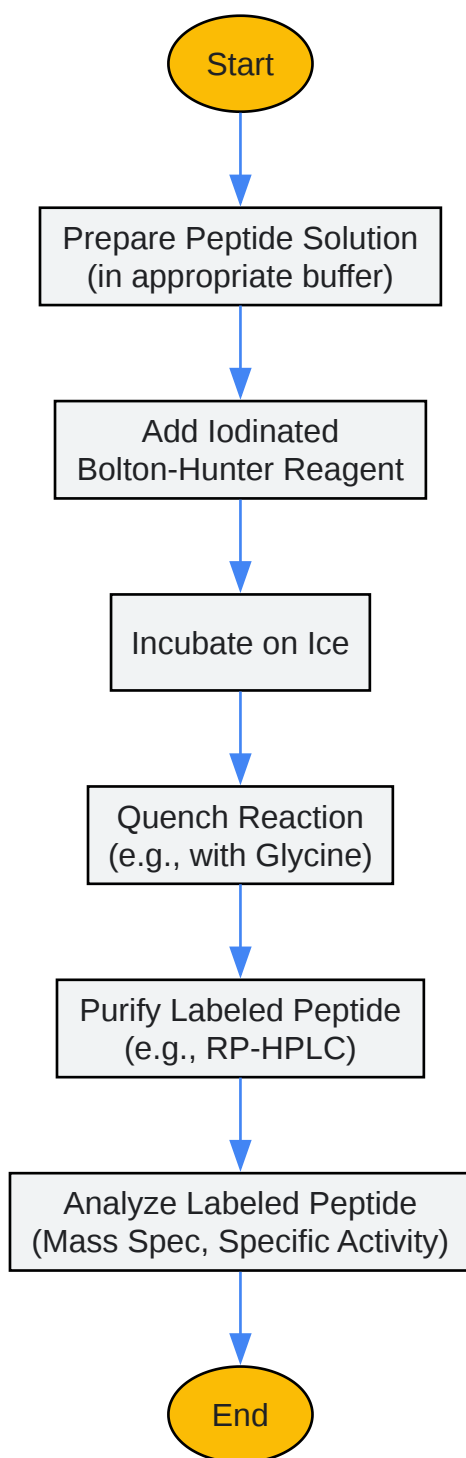 Start
Prepare Peptide Solution
(in appropriate buffer)
Add Iodinated
Bolton-Hunter Reagent
Incubate on Ice
Quench Reaction
(e.g., with Glycine)
Purify Labeled Peptide
(e.g., RP-HPLC)
Analyze Labeled Peptide
(Mass Spec, Specific Activity)
End